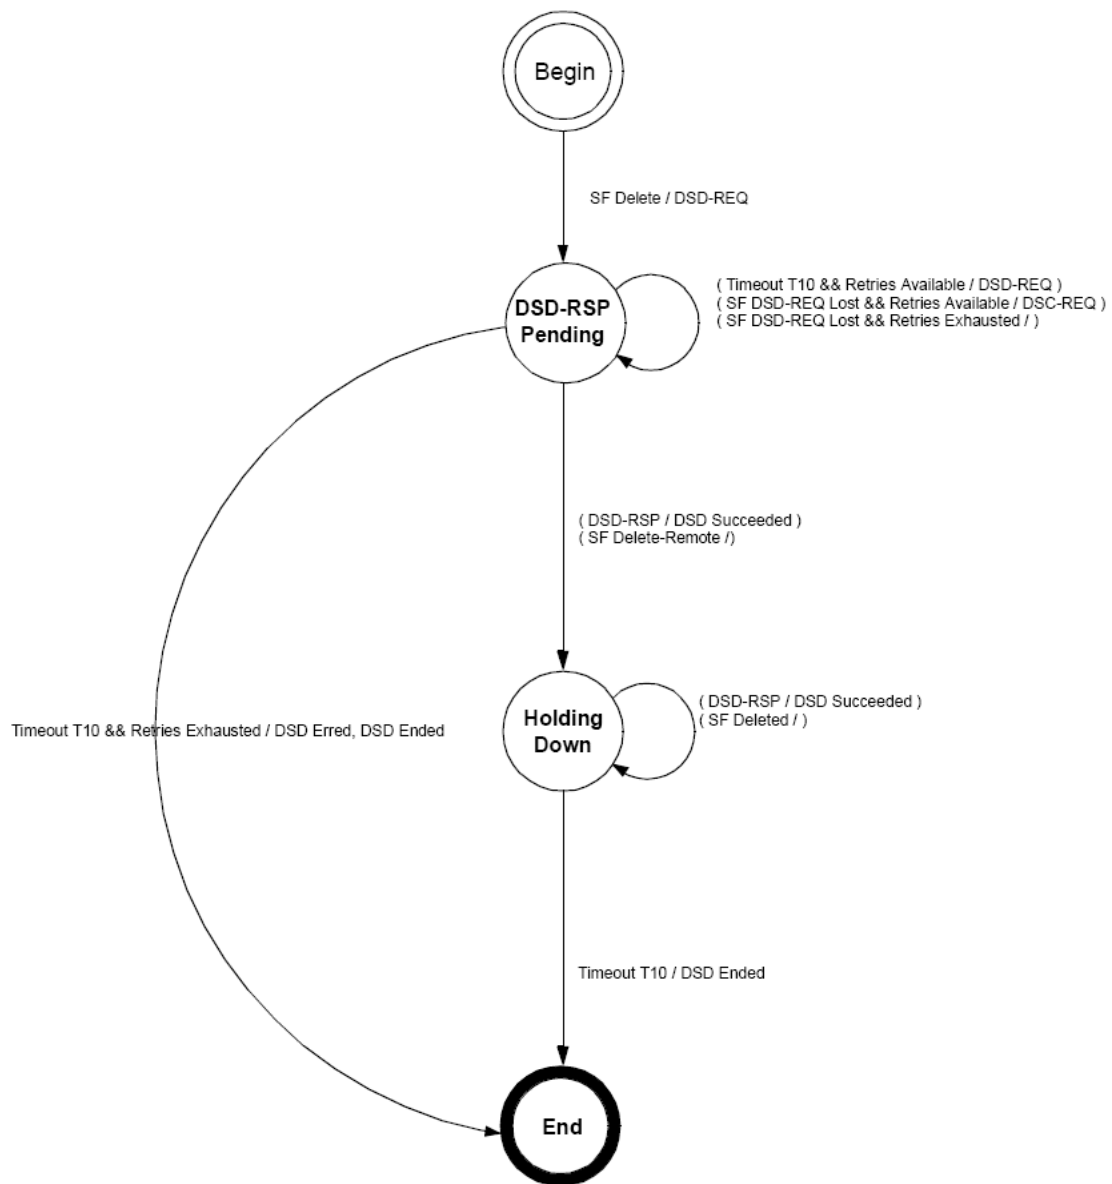 Begin
SF Delete / DSD-REQ
DSD-RSP
Pending
( Timeout T10 && Retries Available / DSD-REQ )
( SF DSD-REQ Lost && Retries Available / DSC-REQ )
( SF DSD-REQ Lost && Retries Exhausted / )
( DSD-RSP / DSD Succeeded )
( SF Delete-Remote /)
Timeout T10 && Retries Exhausted / DSD Erred, DSD Ended
Holding
Down
( DSD-RSP / DSD Succeeded )
( SF Deleted / )
Timeout T10 / DSD Ended
End